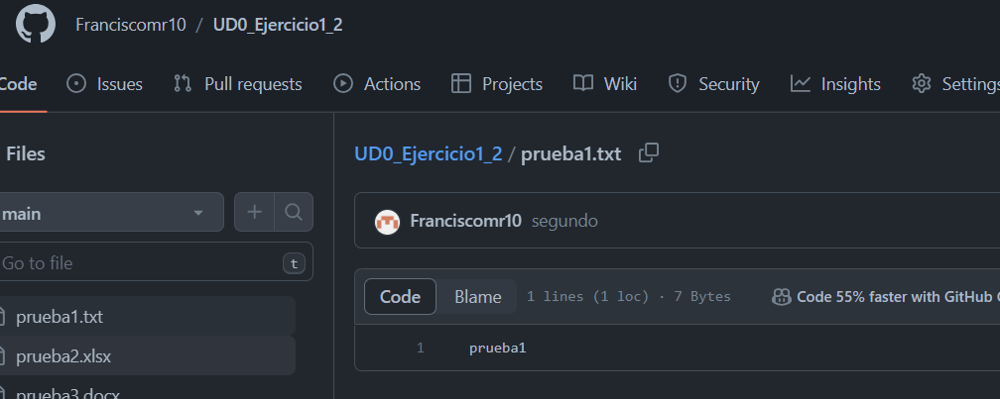 Franciscomr10 / UD0_Ejercicio1_2
Code Issues Pull requests Actions Projects Wiki Security Insights Settings
Files
UD0_Ejercicio1_2 / prueba1.txt
main
Franciscomr10 segundo
Go to file t
Code Blame 1 lines (1 loc) · 7 Bytes Code 55% faster with GitHub
prueba1.txt
1 prueba1
prueba2.xlsx
prueba3.docx